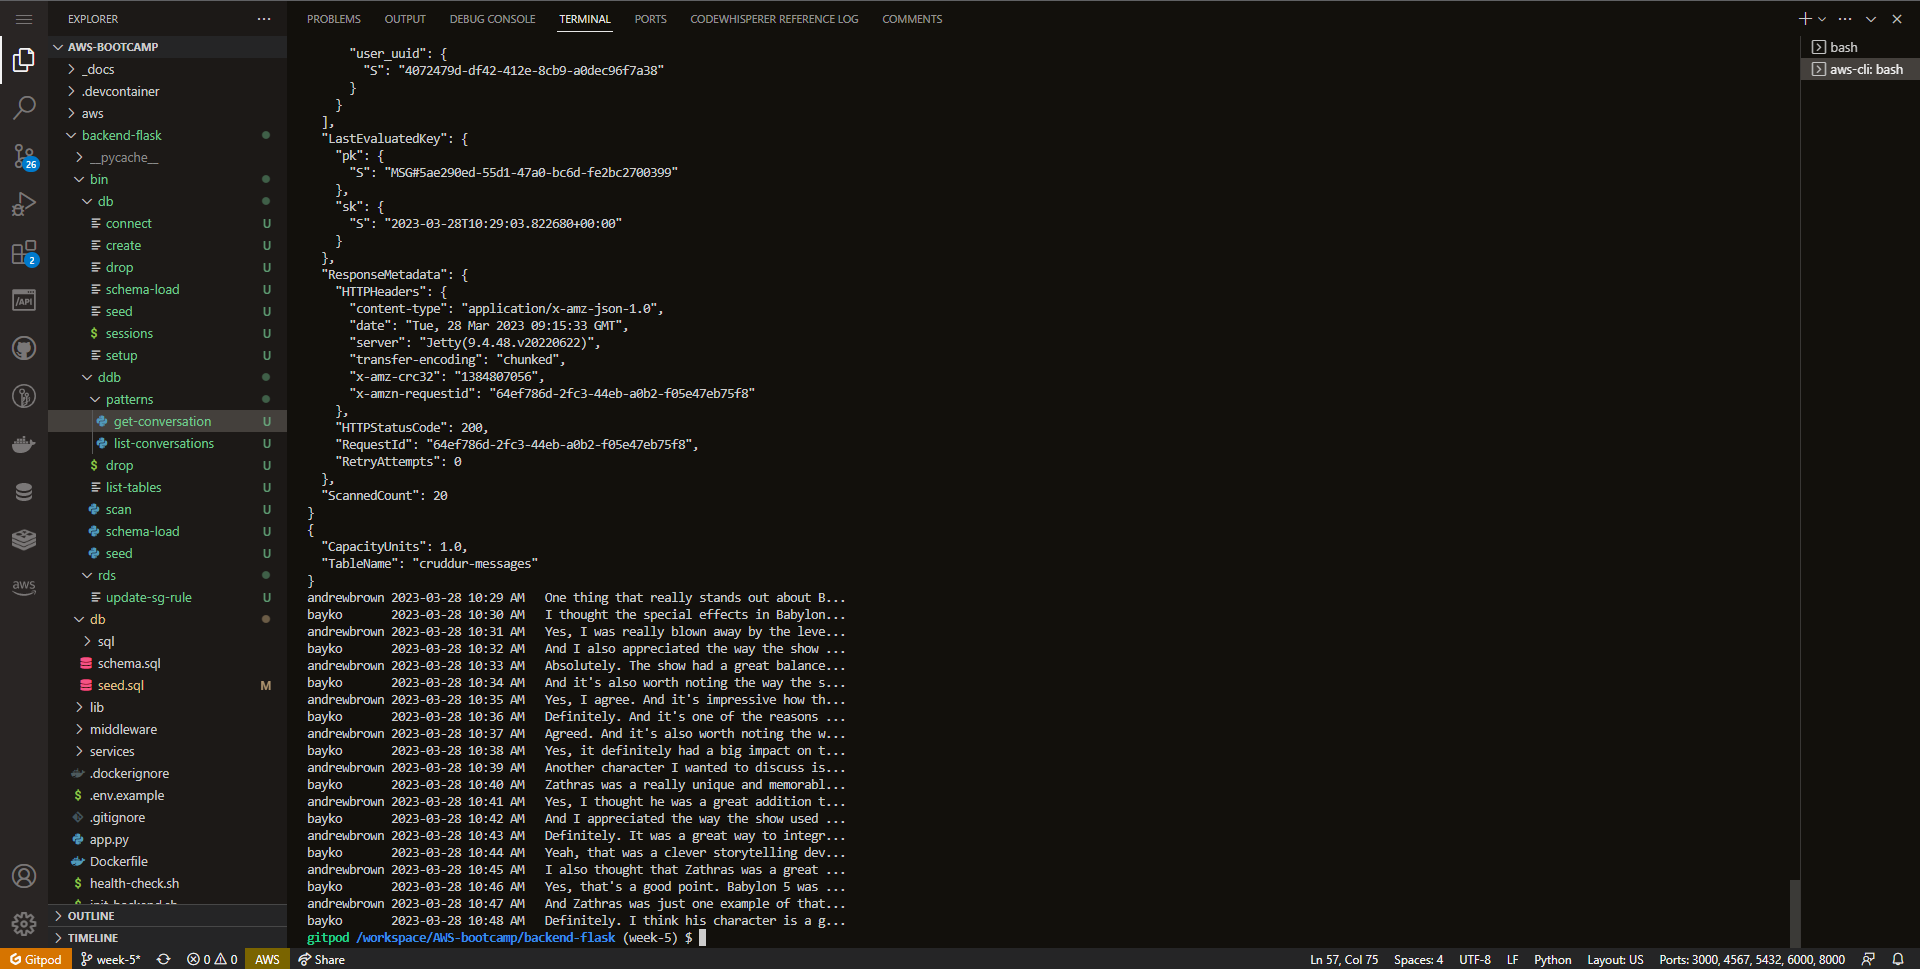 EXPLORER
AWS-BOOTCAMP
_docs
.devcontainer
aws
backend-flask
__pycache__
bin
db
connect U
create U
drop U
schema-load U
seed U
sessions U
setup U
ddb
patterns
get-conversation U
list-conversations U
drop U
list-tables U
scan U
schema-load U
seed U
rds
update-sg-rule U
db
sql
schema.sql
seed.sql M
lib
middleware
services
.dockerignore
.env.example
.gitignore
app.py
Dockerfile
health-check.sh
OUTLINE
TIMELINE
26
2
/API
aws
PROBLEMS OUTPUT DEBUG CONSOLE TERMINAL PORTS CODEWHISPERER REFERENCE LOG COMMENTS
"user_uuid": {
"S": "4072479d-df42-412e-8cb9-a0dec96f7a38"
}
}
],
"LastEvaluatedKey": {
"pk": {
"S": "MSG#5ae290ed-55d1-47a0-bc6d-fe2bc2700399"
},
"sk": {
"S": "2023-03-28T10:29:03.822680+00:00"
}
},
"ResponseMetadata": {
"HTTPHeaders": {
"content-type": "application/x-amz-json-1.0",
"date": "Tue, 28 Mar 2023 09:15:33 GMT",
"server": "Jetty(9.4.48.v20220622)",
"transfer-encoding": "chunked",
"x-amz-crc32": "1384807056",
"x-amzn-requestid": "64ef786d-2fc3-44eb-a0b2-f05e47eb75f8"
},
"HTTPStatusCode": 200,
"RequestId": "64ef786d-2fc3-44eb-a0b2-f05e47eb75f8",
"RetryAttempts": 0
},
"ScannedCount": 20
}
{
"CapacityUnits": 1.0,
"TableName": "cruddur-messages"
}
andrewbrown 2023-03-28 10:29 AM One thing that really stands out about B...
bayko 2023-03-28 10:30 AM I thought the special effects in Babylon...
andrewbrown 2023-03-28 10:31 AM Yes, I was really blown away by the leve...
bayko 2023-03-28 10:32 AM And I also appreciated the way the show ...
andrewbrown 2023-03-28 10:33 AM Absolutely. The show had a great balance...
bayko 2023-03-28 10:34 AM And it's also worth noting the way the s...
andrewbrown 2023-03-28 10:35 AM Yes, I agree. And it's impressive how th...
bayko 2023-03-28 10:36 AM Definitely. And it's one of the reasons ...
andrewbrown 2023-03-28 10:37 AM Agreed. And it's also worth noting the w...
bayko 2023-03-28 10:38 AM Yes, it definitely had a big impact on t...
andrewbrown 2023-03-28 10:39 AM Another character I wanted to discuss is...
bayko 2023-03-28 10:40 AM Zathras was a really unique and memorabl...
andrewbrown 2023-03-28 10:41 AM Yes, I thought he was a great addition t...
bayko 2023-03-28 10:42 AM And I appreciated the way the show used ...
andrewbrown 2023-03-28 10:43 AM Definitely. It was a great way to integr...
bayko 2023-03-28 10:44 AM Yeah, that was a clever storytelling dev...
andrewbrown 2023-03-28 10:45 AM I also thought that Zathras was a great ...
bayko 2023-03-28 10:46 AM Yes, that's a good point. Babylon 5 was ...
andrewbrown 2023-03-28 10:47 AM And Zathras was just one example of that...
bayko 2023-03-28 10:48 AM Definitely. I think his character is a g...
gitpod /workspace/AWS-bootcamp/backend-flask (week-5) $
bash
aws-cli: bash
Gitpod week-5* 0 0 AWS Share
Ln 57, Col 75 Spaces: 4 UTF-8 LF Python Layout: US Ports: 3000, 4567, 5432, 6000, 8000